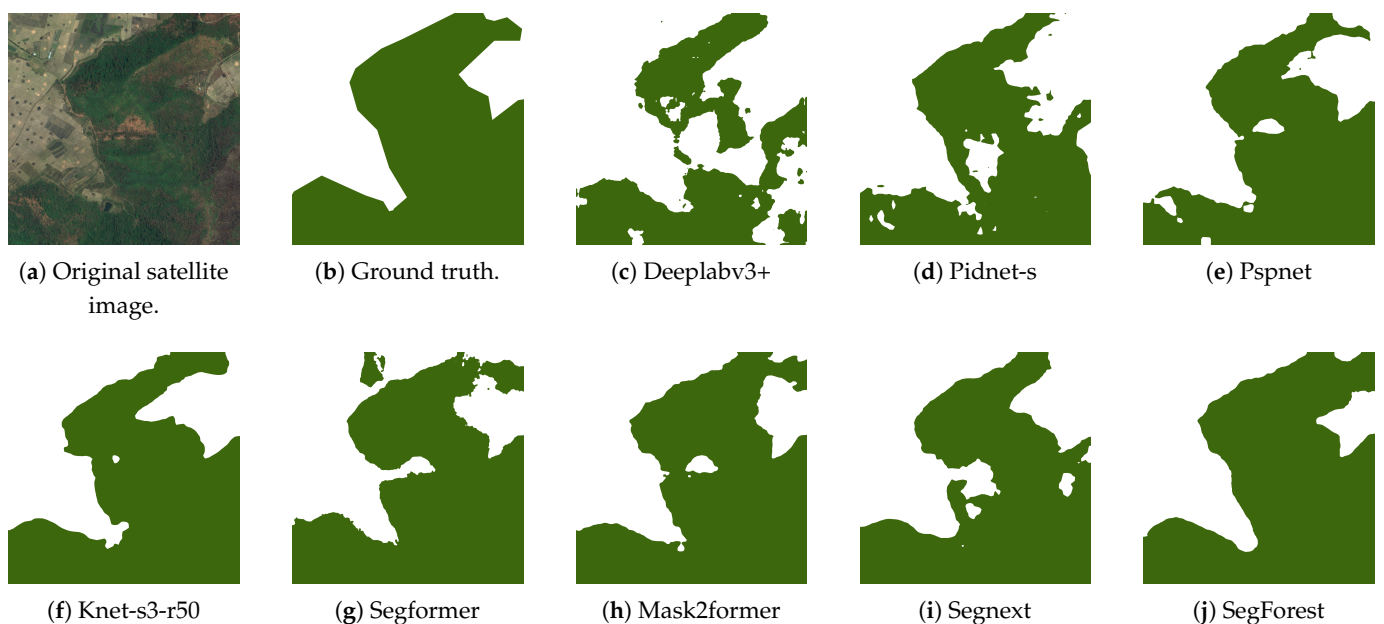 (a) Original satellite
image.
(b) Ground truth.
(c) Deeplabv3+
(d) Pidnet-s
(e) Pspnet
(f) Knet-s3-r50
(g) Segformer
(h) Mask2former
(i) Segnext
(j) SegForest